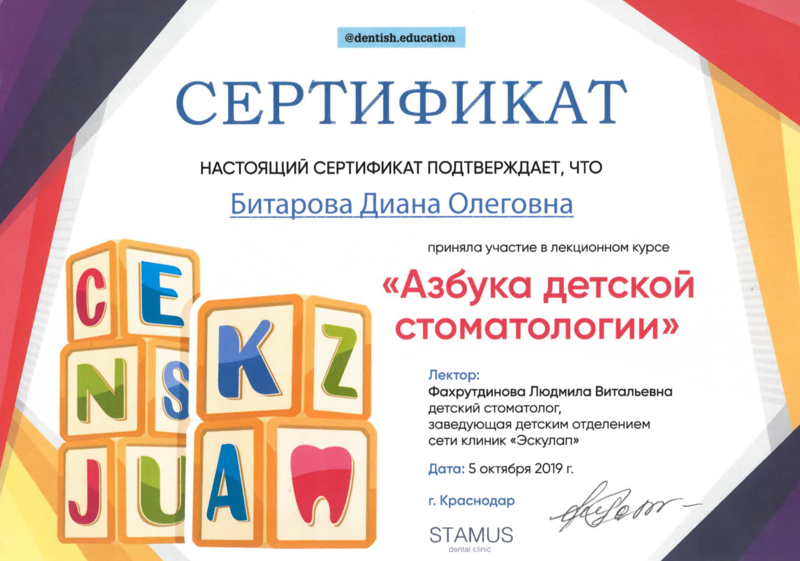 @dentish.education
СЕРТИФИКАТ
НАСТОЯЩИЙ СЕРТИФИКАТ ПОДТВЕРЖДАЕТ, ЧТО
Битарова Диана Олеговна
приняла участие в лекционном курсе
«Азбука детской
стоматологии»
Лектор:
Фахрутдинова Людмила Витальевна
детский стоматолог,
заведующая детским отделением
сети клиник «Эскулап»
Дата: 5 октября 2019 г.
г. Краснодар
STAMUS
dental clinic
C E
N S
J U
K Z
A